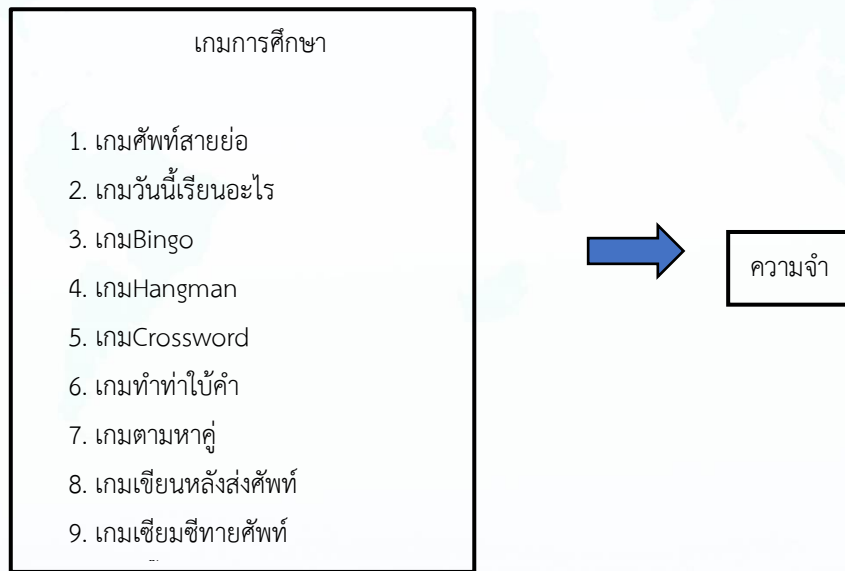 เกมการศึกษา
1. เกมศัพท์สายย่อ
2. เกมวันนี้เรียนอะไร
3. เกมBingo
4. เกมHangman
5. เกมCrossword
6. เกมทำท่าใบ้คำ
7. เกมตามหาคู่
8. เกมเขียนหลังส่งศัพท์
9. เกมเซียมซีทายศัพท์
ความจำ